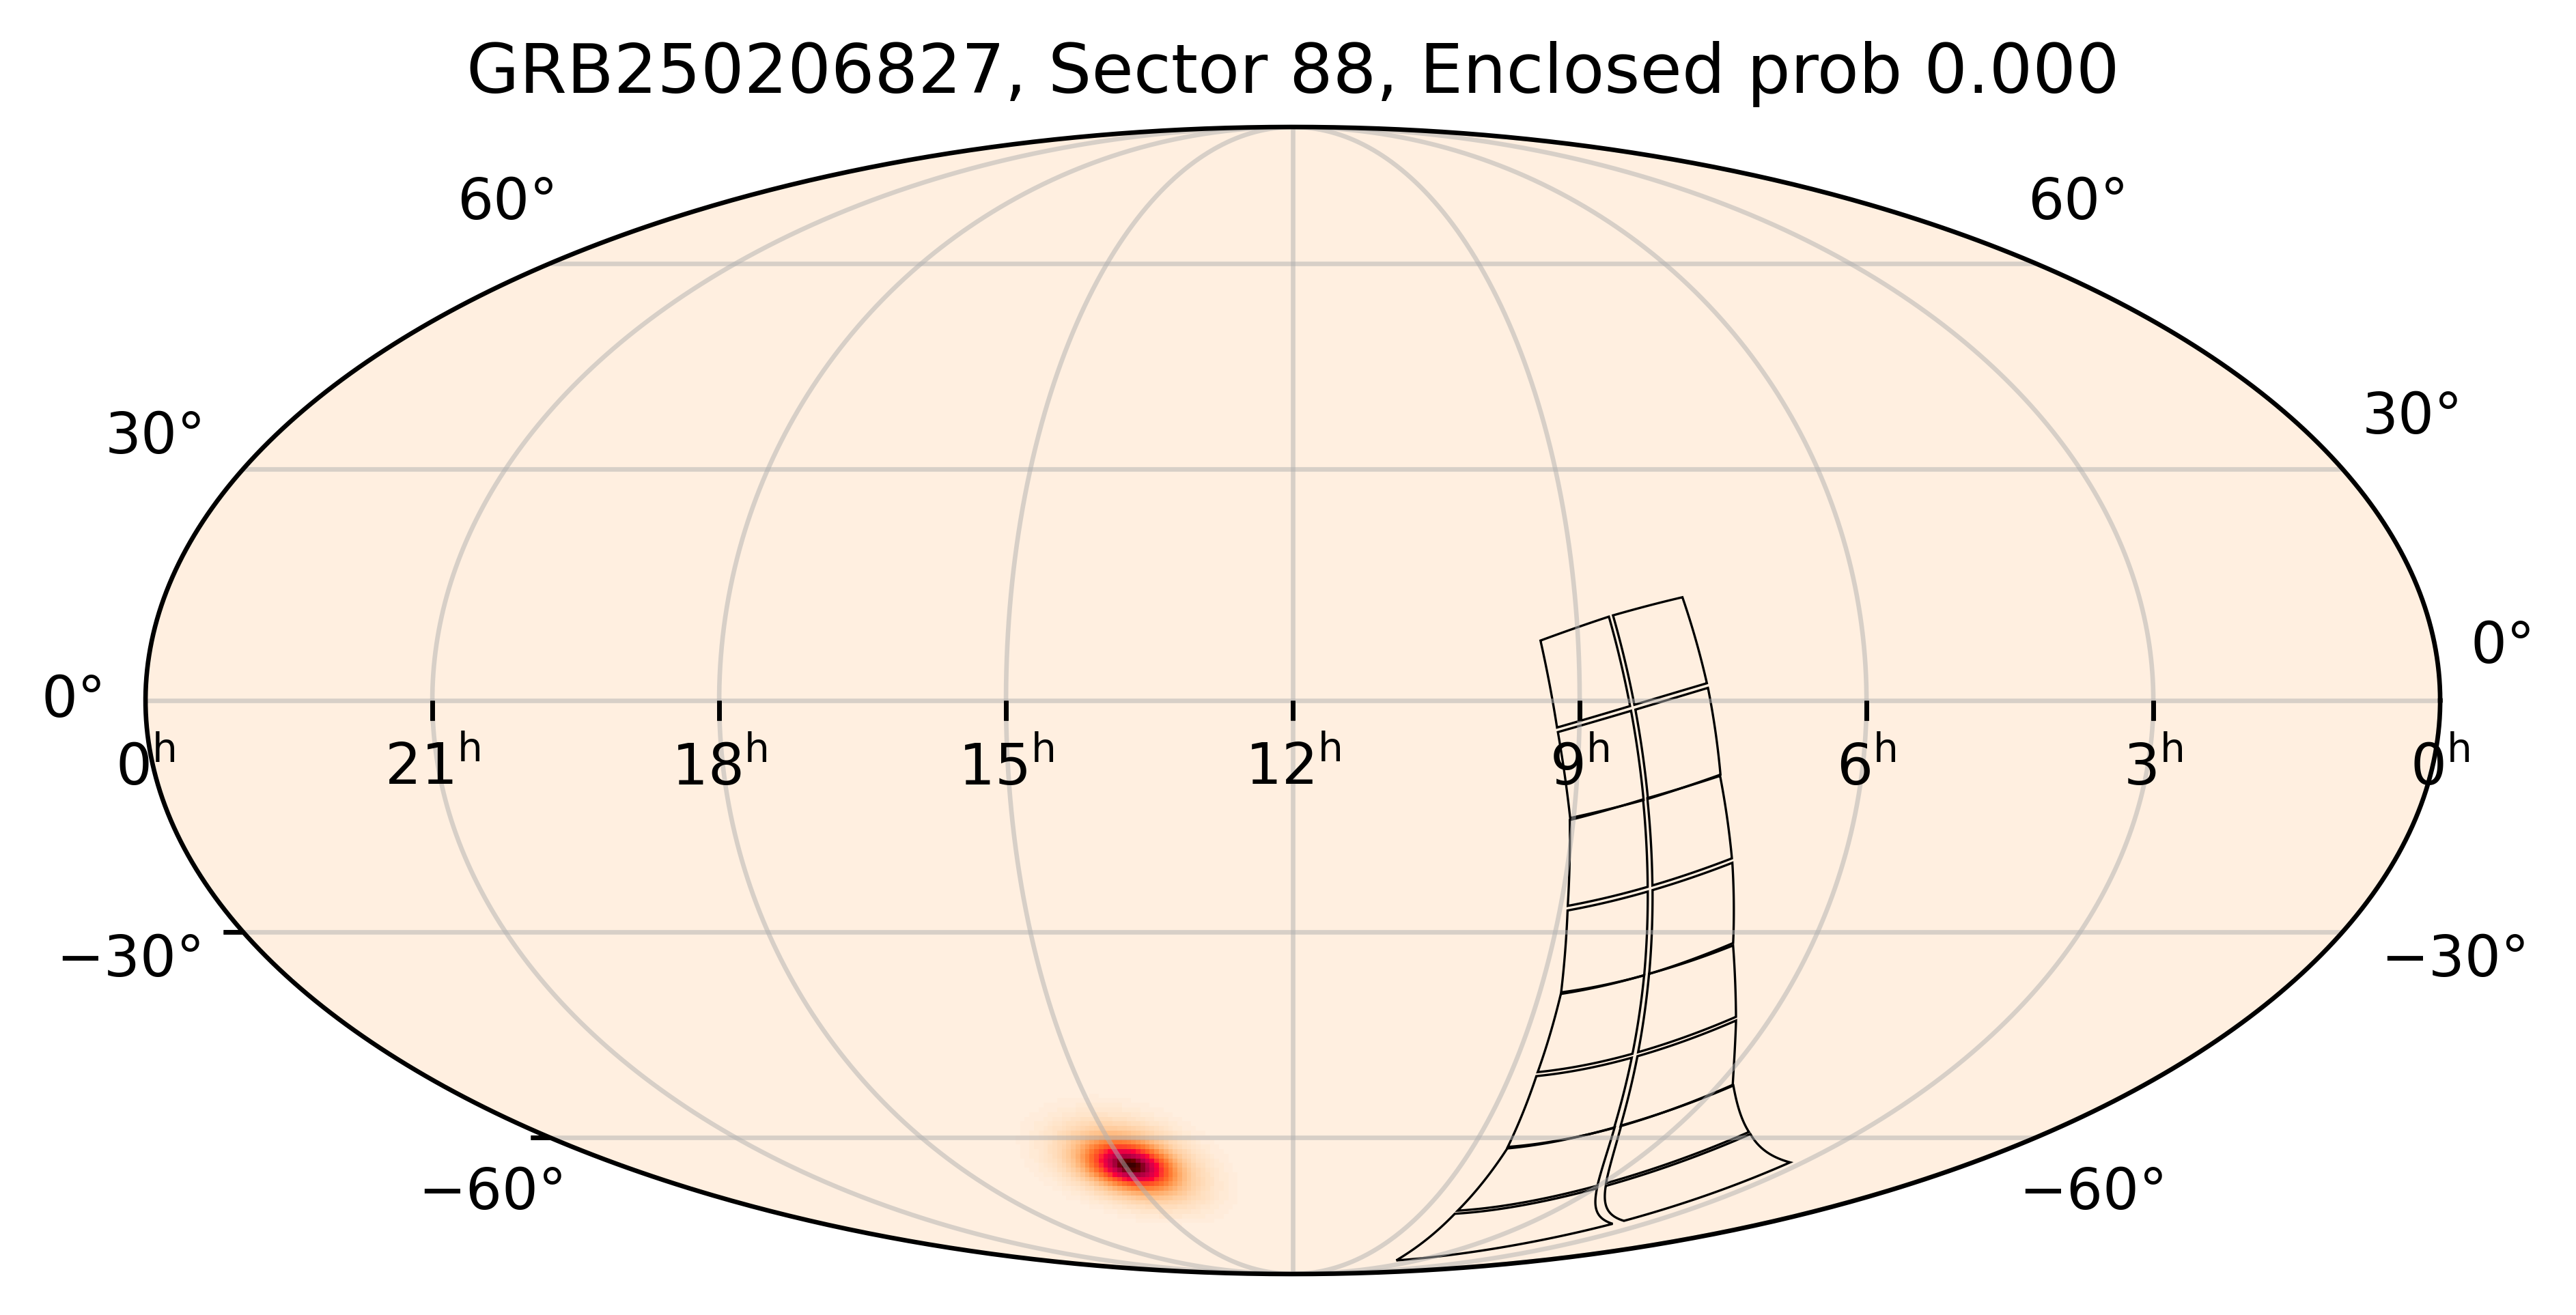 GRB250206827, Sector 88, Enclosed prob 0.000
60° 60°
30° 30°
0° 0°
0ʰ 21ʰ 18ʰ 15ʰ 12ʰ 9ʰ 6ʰ 3ʰ 0ʰ
−30° −30°
−60° −60°